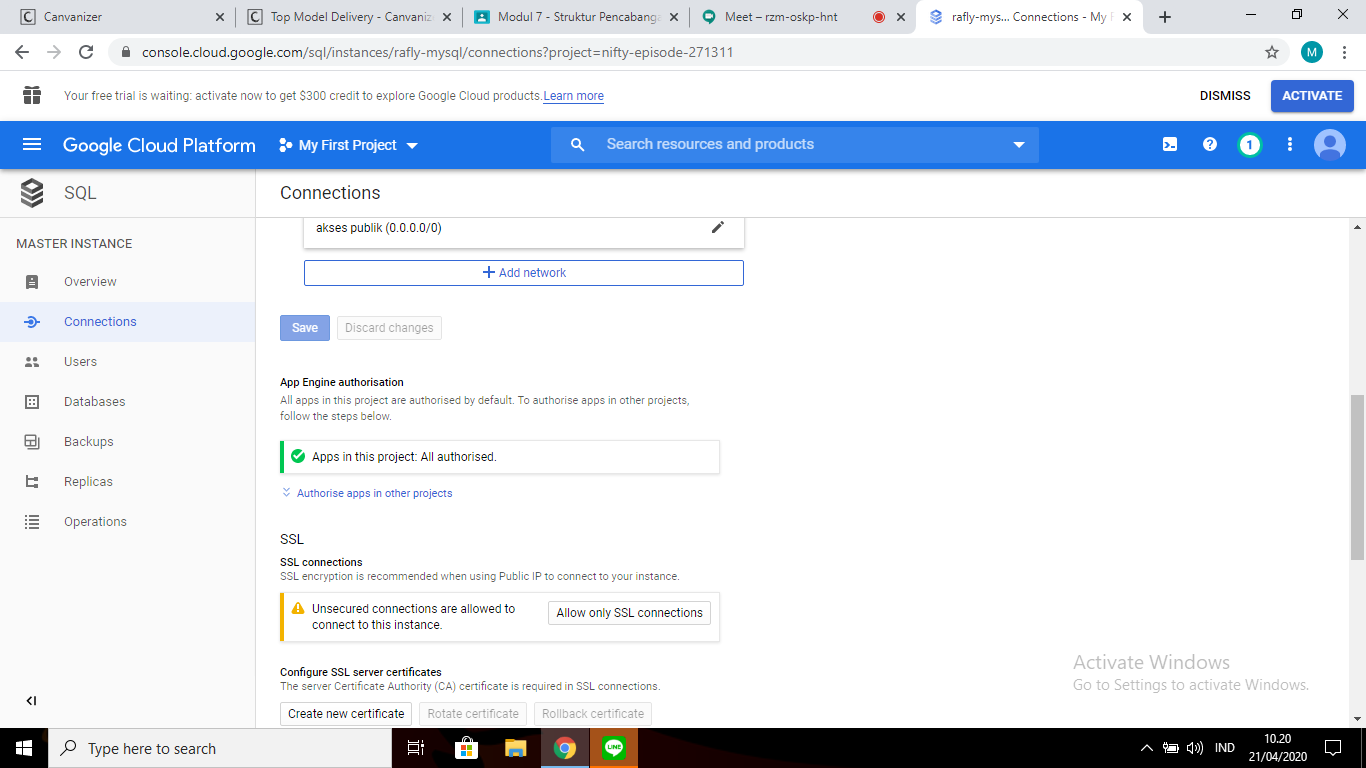 Canvanizer
Top Model Delivery - Canvaniz
Modul 7 - Struktur Pencabanga
Meet – rzm-oskp-hnt
rafly-mys... Connections - My F
console.cloud.google.com/sql/instances/rafly-mysql/connections?project=nifty-episode-271311
M
Your free trial is waiting: activate now to get $300 credit to explore Google Cloud products. Learn more
DISMISS
ACTIVATE
Google Cloud Platform
My First Project
Search resources and products
1
SQL
Connections
MASTER INSTANCE
Overview
Connections
Users
Databases
Backups
Replicas
Operations
akses publik (0.0.0.0/0)
Add network
Save
Discard changes
App Engine authorisation
All apps in this project are authorised by default. To authorise apps in other projects,
follow the steps below.
Apps in this project: All authorised.
Authorise apps in other projects
SSL
SSL connections
SSL encryption is recommended when using Public IP to connect to your instance.
Unsecured connections are allowed to
connect to this instance.
Allow only SSL connections
Configure SSL server certificates
The server Certificate Authority (CA) certificate is required in SSL connections.
Create new certificate
Rotate certificate
Rollback certificate
Activate Windows
Go to Settings to activate Windows.
Type here to search
LINE
IND
10.20
21/04/2020